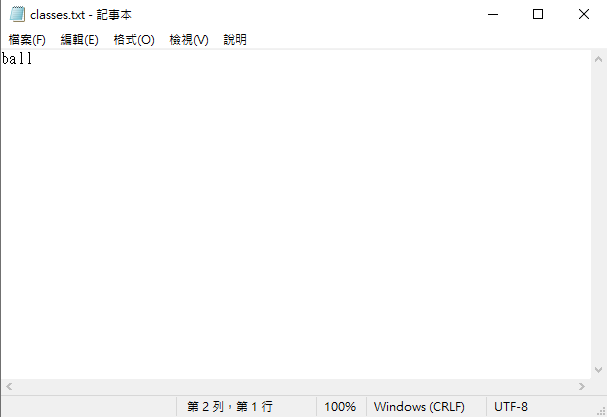 classes.txt - 記事本
檔案(F) 編輯(E) 格式(O) 檢視(V) 說明
ball
第 2 列，第 1 行 100% Windows (CRLF) UTF-8